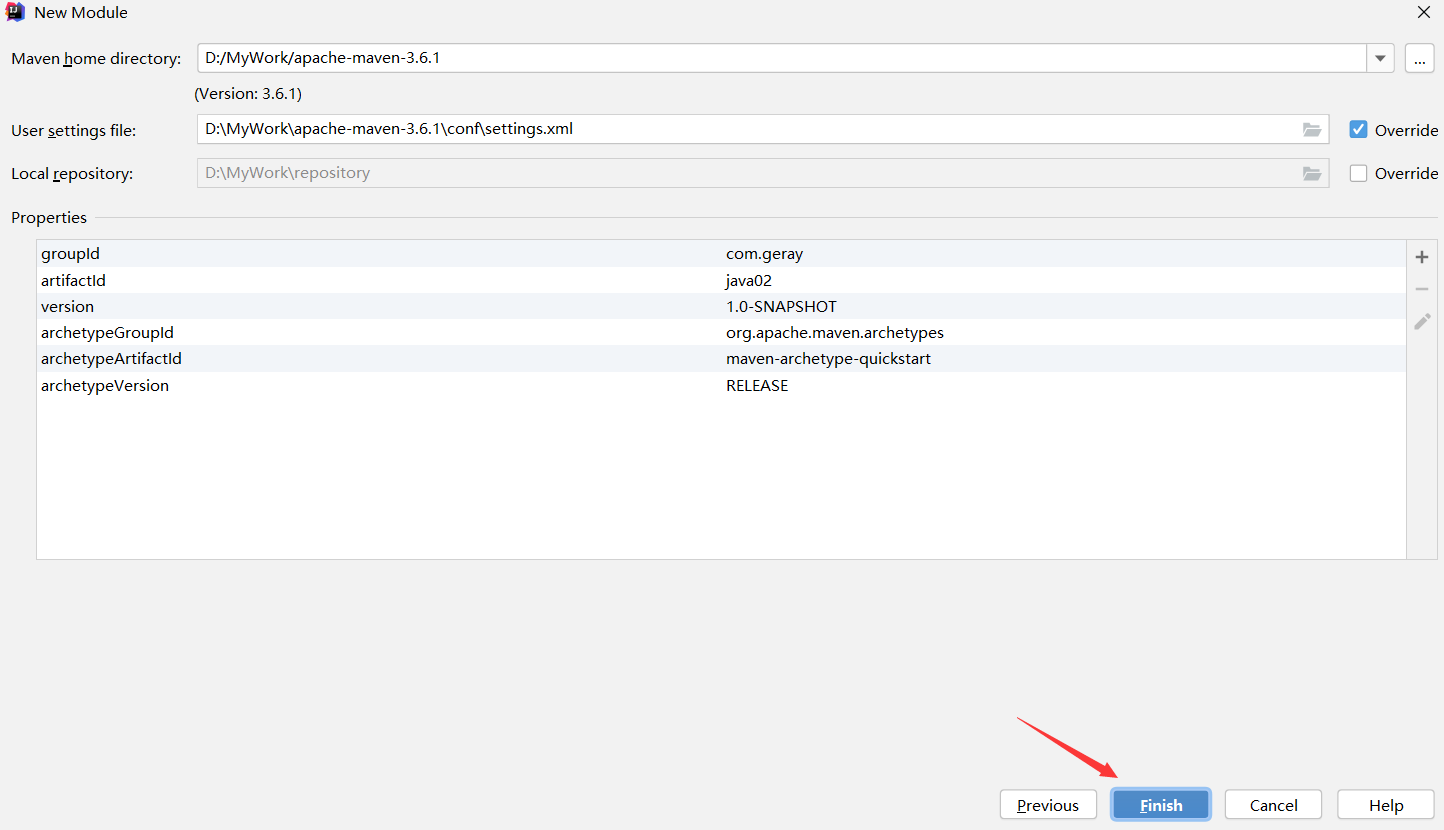 New Module
Maven home directory: D:/MyWork/apache-maven-3.6.1 ...
(Version: 3.6.1)
User settings file: D:\MyWork\apache-maven-3.6.1\conf\settings.xml Override
Local repository: D:\MyWork\repository Override
Properties
groupId com.geray
artifactId java02
version 1.0-SNAPSHOT
archetypeGroupId org.apache.maven.archetypes
archetypeArtifactId maven-archetype-quickstart
archetypeVersion RELEASE
Previous Finish Cancel Help